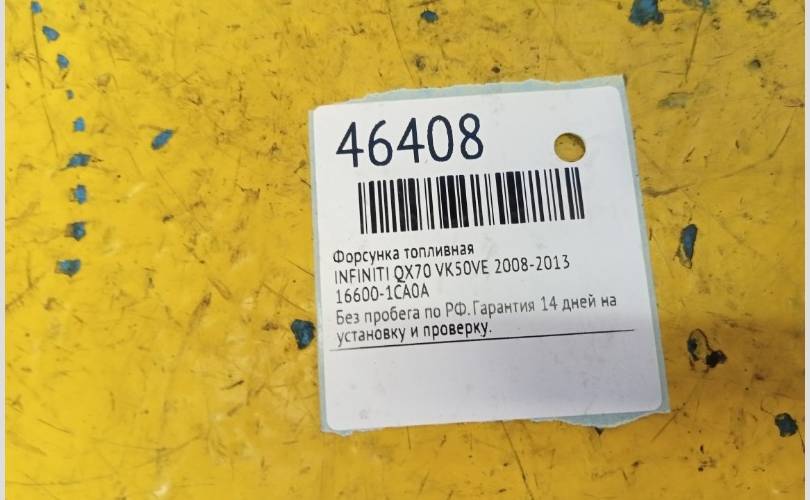 46408
Форсунка топливная
INFINITI QX70 VK50VE 2008-2013
16600-1CA0A
Без пробега по РФ. Гарантия 14 дней на
установку и проверку.